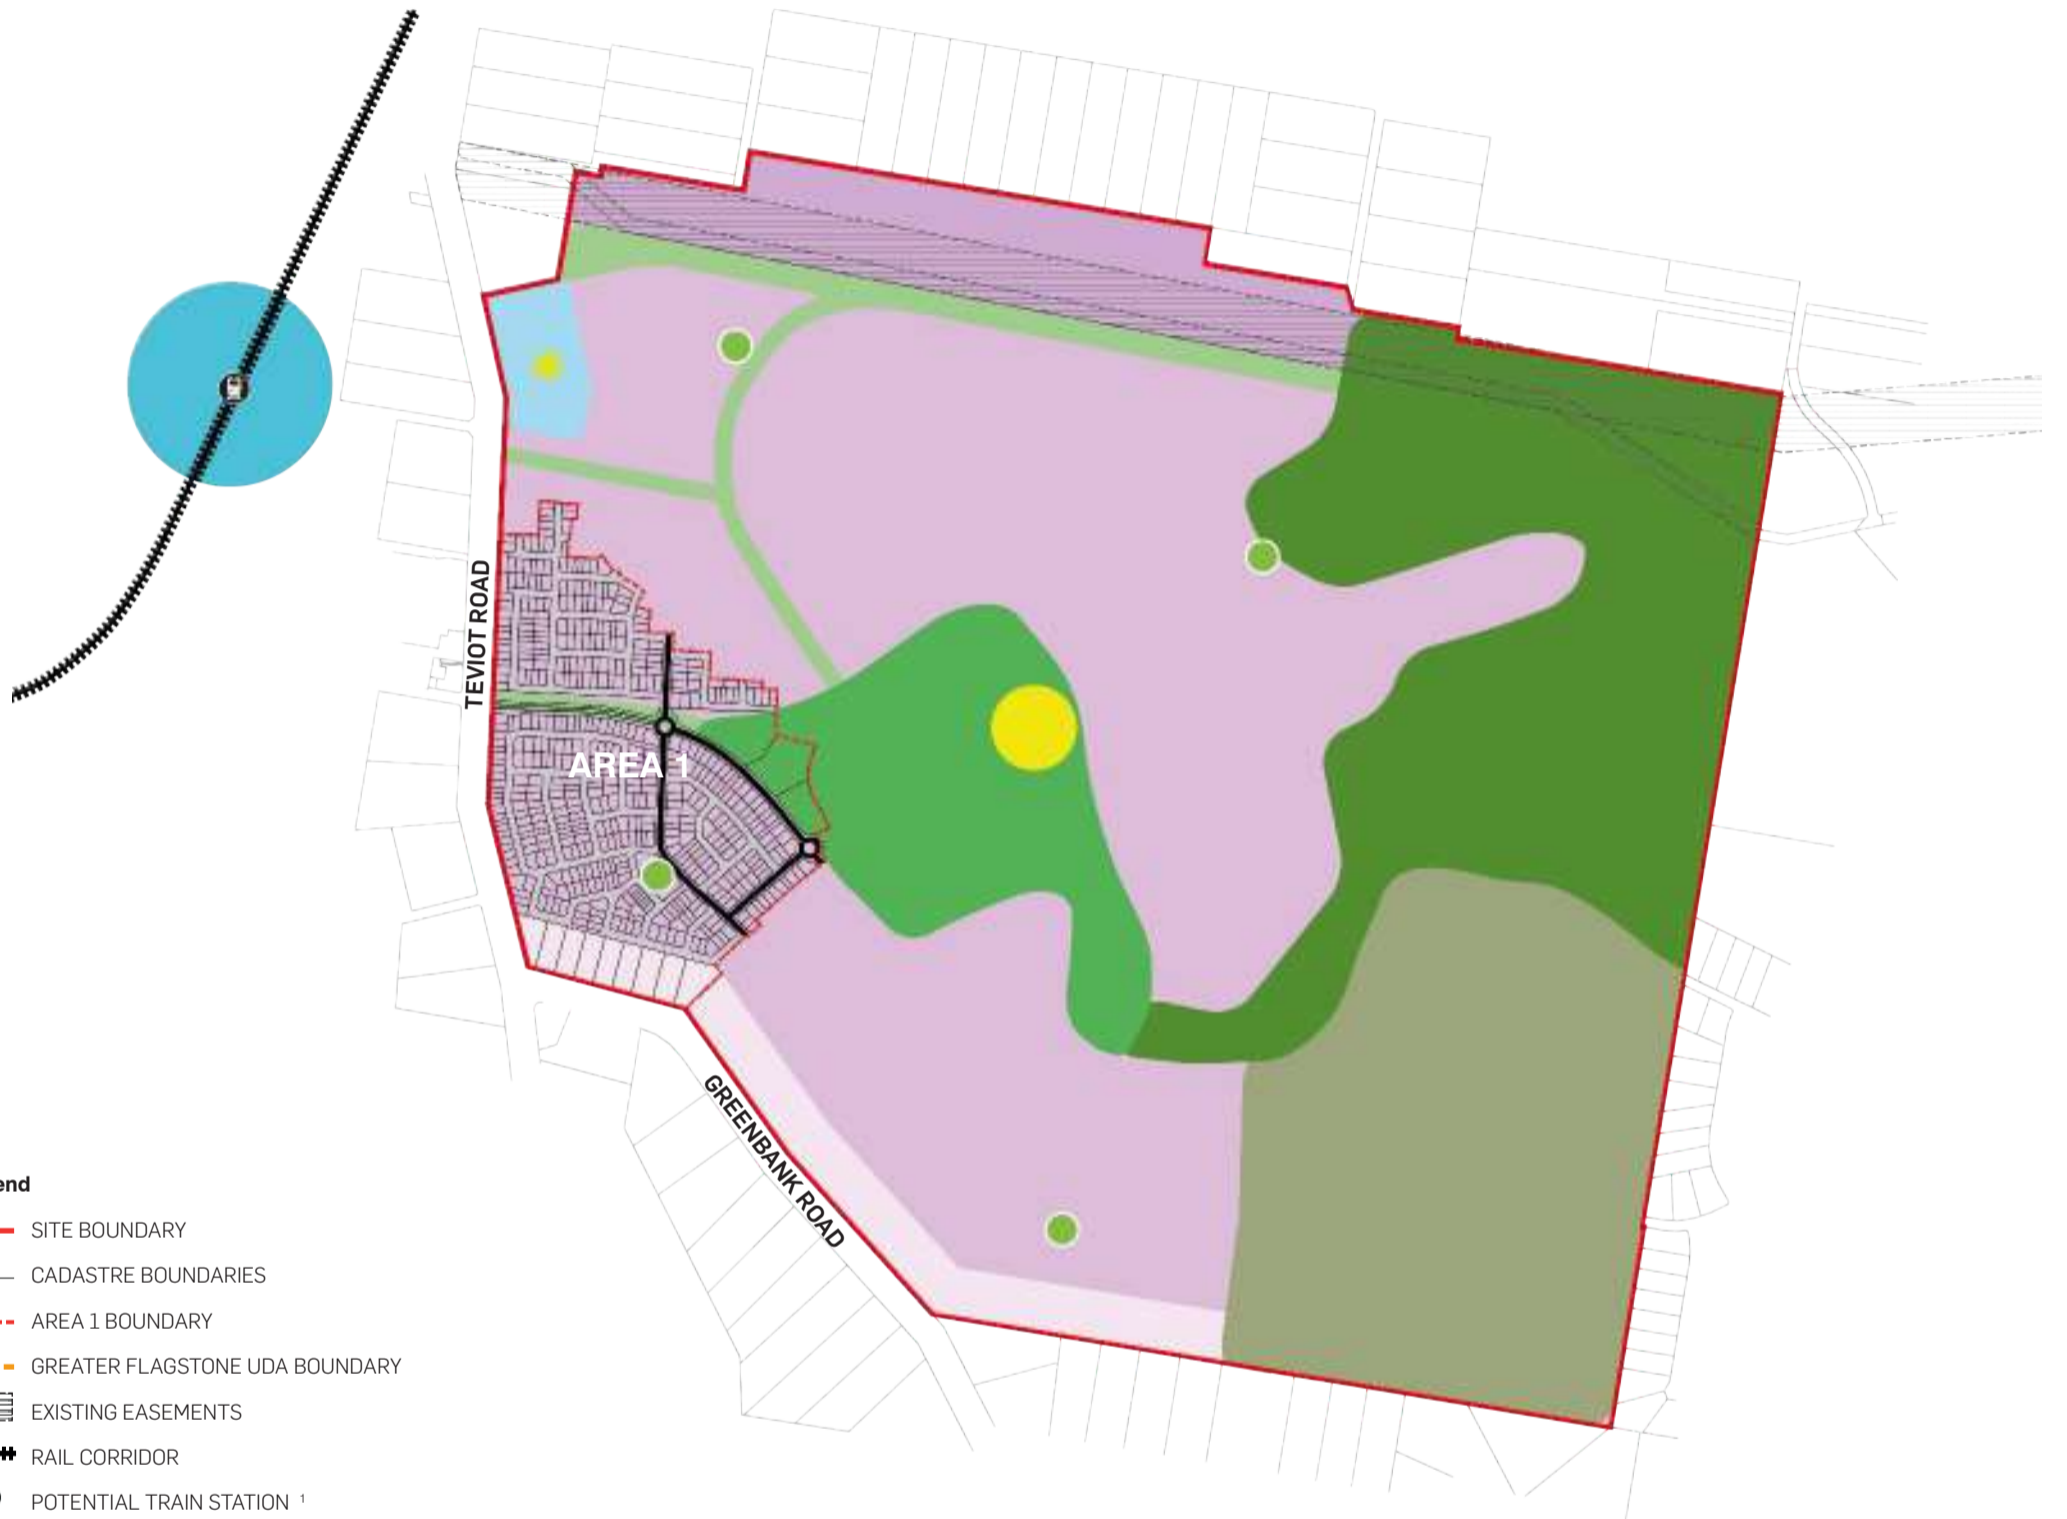 TEVIOT ROAD
AREA 1
GREENBANK ROAD
end
SITE BOUNDARY
CADASTRE BOUNDARIES
AREA 1 BOUNDARY
GREATER FLAGSTONE UDA BOUNDARY
EXISTING EASEMENTS
RAIL CORRIDOR
POTENTIAL TRAIN STATION 1